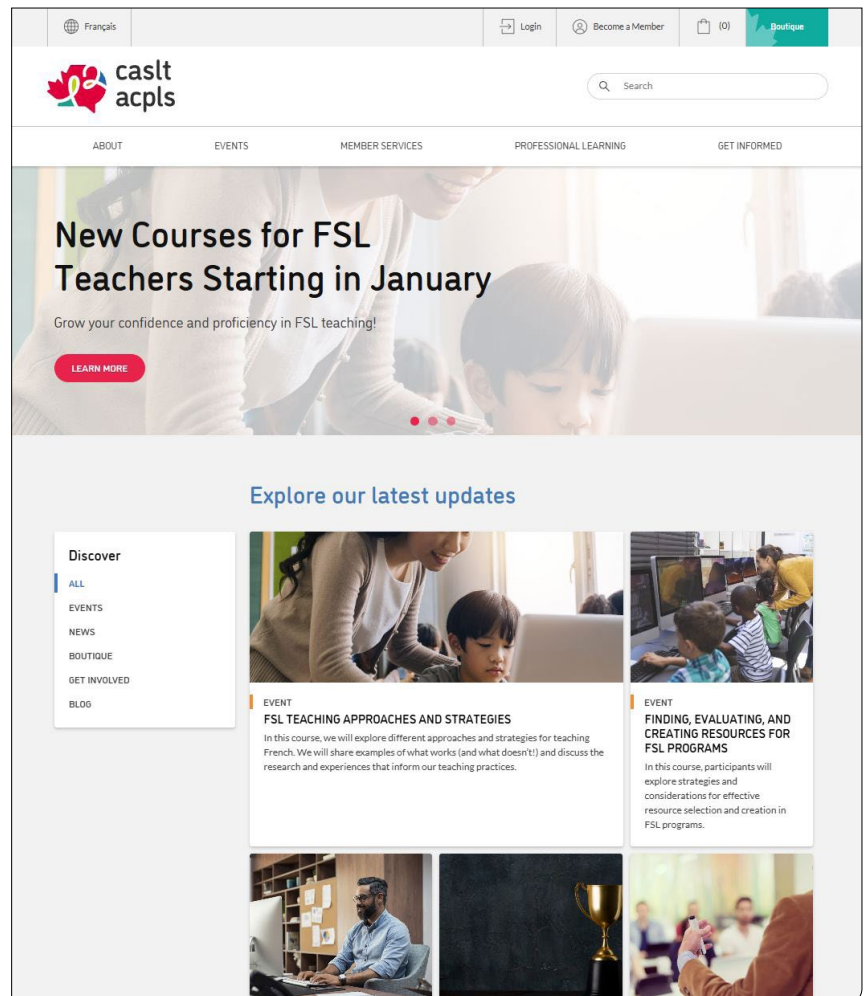 Français
Login
Become a Member
(0)
Boutique
caslt
acpls
Search
ABOUT
EVENTS
MEMBER SERVICES
PROFESSIONAL LEARNING
GET INFORMED
New Courses for FSL
Teachers Starting in January
Grow your confidence and proficiency in FSL teaching!
LEARN MORE
Explore our latest updates
Discover
ALL
EVENTS
NEWS
BOUTIQUE
GET INVOLVED
BLOG
EVENT
FSL TEACHING APPROACHES AND STRATEGIES
In this course, we will explore different approaches and strategies for teaching
French. We will share examples of what works (and what doesn't!) and discuss the
research and experiences that inform our teaching practices.
EVENT
FINDING, EVALUATING, AND
CREATING RESOURCES FOR
FSL PROGRAMS
In this course, participants will
explore strategies and
considerations for effective
resource selection and creation in
FSL programs.